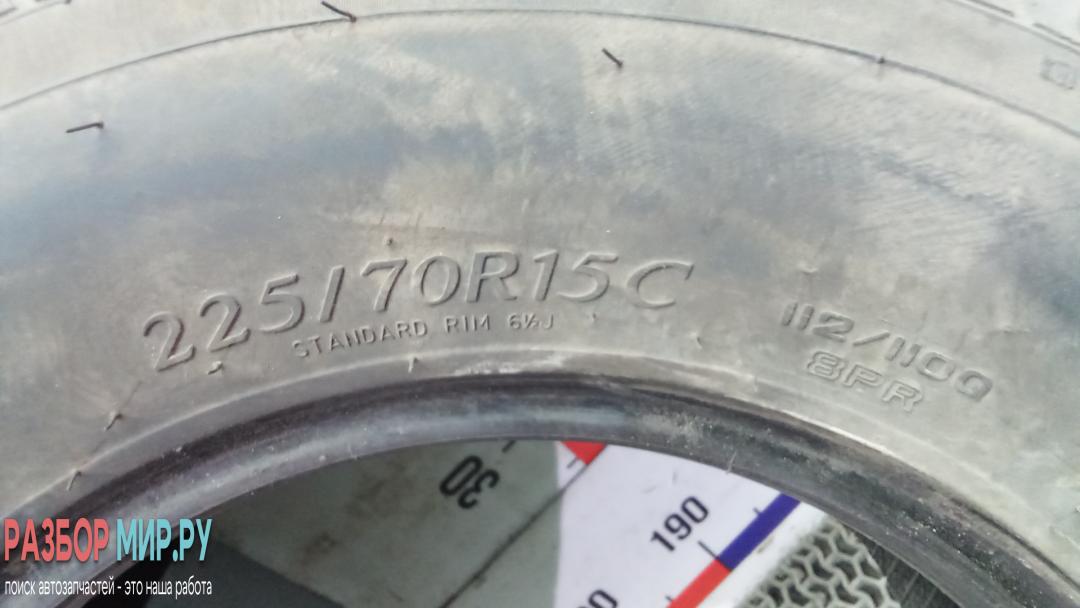 225/70R15C
STANDARD RIM 6½J
112/110Q
8PR
30
190
РАЗБОР МИР.РУ
поиск автозапчастей - это наша работа